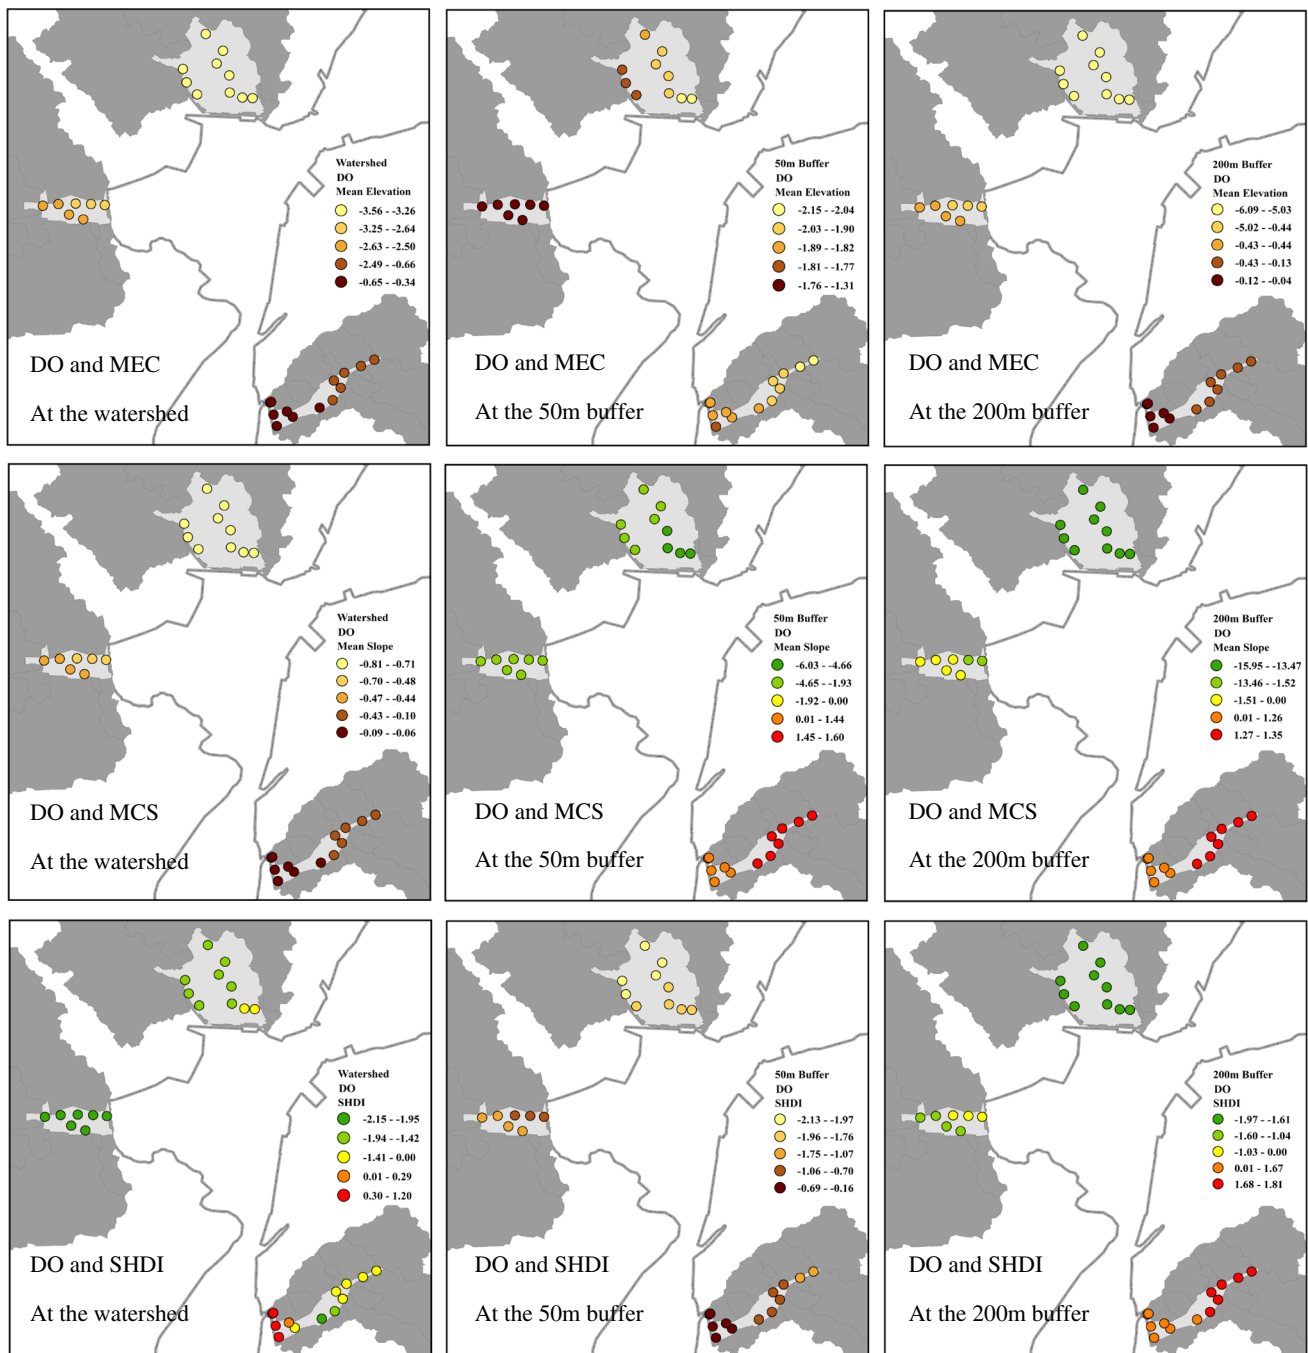 Watershed
DO
Mean Elevation
-3.56 - -3.26
-3.25 - -2.64
-2.63 - -2.50
-2.49 - -0.66
-0.65 - -0.34
DO and MEC
At the watershed
50m Buffer
DO
Mean Elevation
-2.15 - -2.04
-2.03 - -1.90
-1.89 - -1.82
-1.81 - -1.77
-1.76 - -1.31
DO and MEC
At the 50m buffer
200m Buffer
DO
Mean Elevation
-6.09 - -5.03
-5.02 - -0.44
-0.43 - -0.44
-0.43 - -0.13
-0.12 - -0.04
DO and MEC
At the 200m buffer
Watershed
DO
Mean Slope
-0.81 - -0.71
-0.70 - -0.48
-0.47 - -0.44
-0.43 - -0.10
-0.09 - -0.06
DO and MCS
At the watershed
50m Buffer
DO
Mean Slope
-6.03 - -4.66
-4.65 - -1.93
-1.92 - 0.00
0.01 - 1.44
1.45 - 1.60
DO and MCS
At the 50m buffer
200m Buffer
DO
Mean Slope
-15.95 - -13.47
-13.46 - -1.52
-1.51 - 0.00
0.01 - 1.26
1.27 - 1.35
DO and MCS
At the 200m buffer
Watershed
DO
SHDI
-2.15 - -1.95
-1.94 - -1.42
-1.41 - 0.00
0.01 - 0.29
0.30 - 1.20
DO and SHDI
At the watershed
50m Buffer
DO
SHDI
-2.13 - -1.97
-1.96 - -1.76
-1.75 - -1.07
-1.06 - -0.70
-0.69 - -0.16
DO and SHDI
At the 50m buffer
200m Buffer
DO
SHDI
-1.97 - -1.61
-1.60 - -1.04
-1.03 - 0.00
0.01 - 1.67
1.68 - 1.81
DO and SHDI
At the 200m buffer